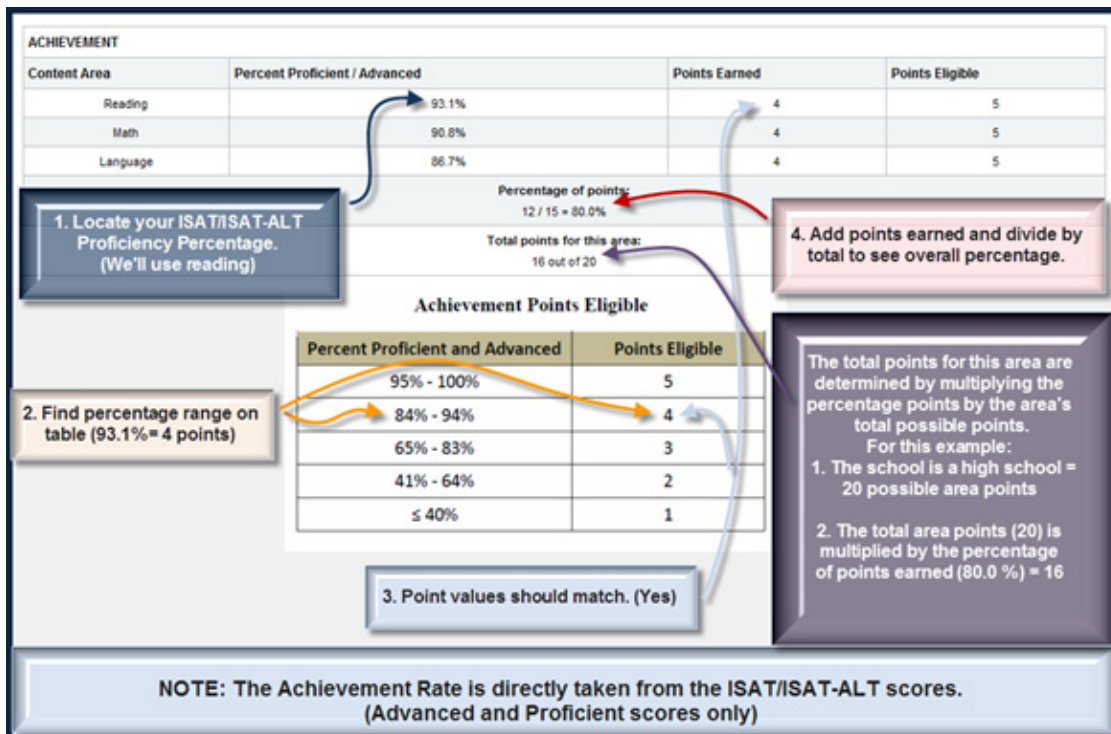 ACHIEVEMENT
Content Area Percent Proficient / Advanced Points Earned Points Eligible
Reading 93.1% 4 5
Math 90.8% 4 5
Language 86.7% 4 5
Percentage of points:
12 / 15 = 80.0%
Total points for this area:
16 out of 20
1. Locate your ISAT/ISAT-ALT
Proficiency Percentage.
(We'll use reading)
4. Add points earned and divide by
total to see overall percentage.
Achievement Points Eligible
Percent Proficient and Advanced Points Eligible
95% - 100% 5
84% - 94% 4
65% - 83% 3
41% - 64% 2
≤ 40% 1
2. Find percentage range on
table (93.1%= 4 points)
The total points for this area are
determined by multiplying the
percentage points by the area's
total possible points.
For this example:
1. The school is a high school =
20 possible area points
2. The total area points (20) is
multiplied by the percentage
of points earned (80.0 %) = 16
3. Point values should match. (Yes)
NOTE: The Achievement Rate is directly taken from the ISAT/ISAT-ALT scores.
(Advanced and Proficient scores only)